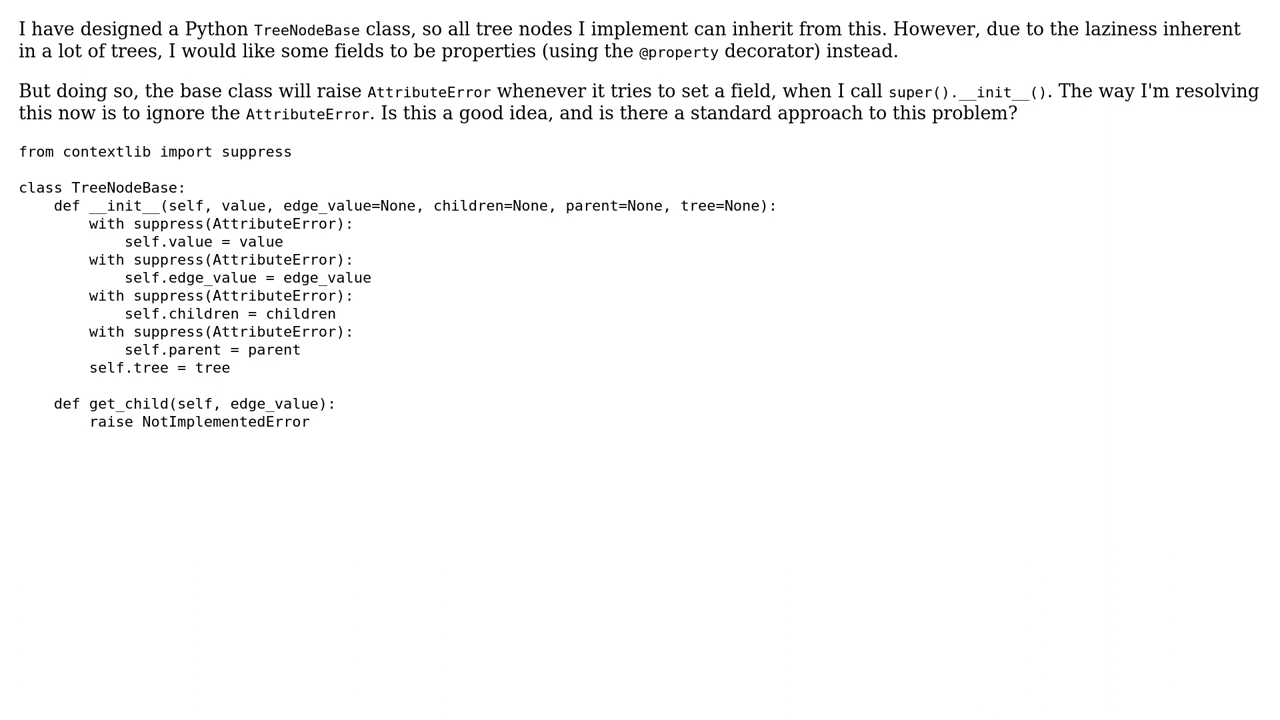 I have designed a Python TreeNodeBase class, so all tree nodes I implement can inherit from this. However, due to the laziness inherent
in a lot of trees, I would like some fields to be properties (using the @property decorator) instead.
But doing so, the base class will raise AttributeError whenever it tries to set a field, when I call super().__init__(). The way I'm resolving
this now is to ignore the AttributeError. Is this a good idea, and is there a standard approach to this problem?
from contextlib import suppress
class TreeNodeBase:
    def __init__(self, value, edge_value=None, children=None, parent=None, tree=None):
        with suppress(AttributeError):
            self.value = value
        with suppress(AttributeError):
            self.edge_value = edge_value
        with suppress(AttributeError):
            self.children = children
        with suppress(AttributeError):
            self.parent = parent
        self.tree = tree
    def get_child(self, edge_value):
        raise NotImplementedError